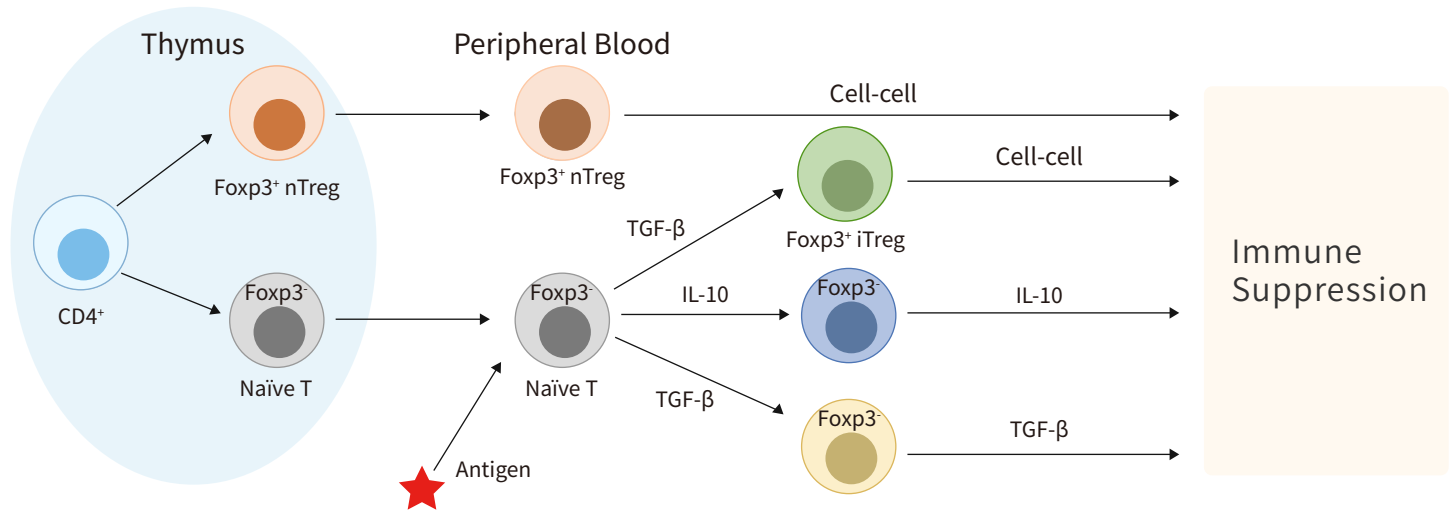 Thymus
Peripheral Blood
Cell-cell
Cell-cell
Foxp3⁺ nTreg
Foxp3⁺ nTreg
TGF-β
Foxp3⁺ iTreg
CD4⁺
Foxp3⁻
Naïve T
Foxp3⁻
Naïve T
IL-10
Foxp3⁻
IL-10
TGF-β
Foxp3⁻
TGF-β
Antigen
Immune
Suppression